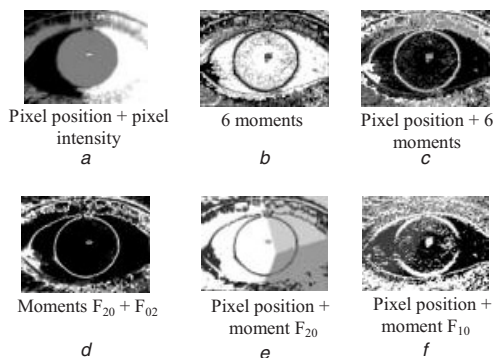 Pixel position + pixel
intensity
a
6 moments
b
Pixel position + 6
moments
c
Moments F20 + F02
d
Pixel position +
moment F20
e
Pixel position +
moment F10
f